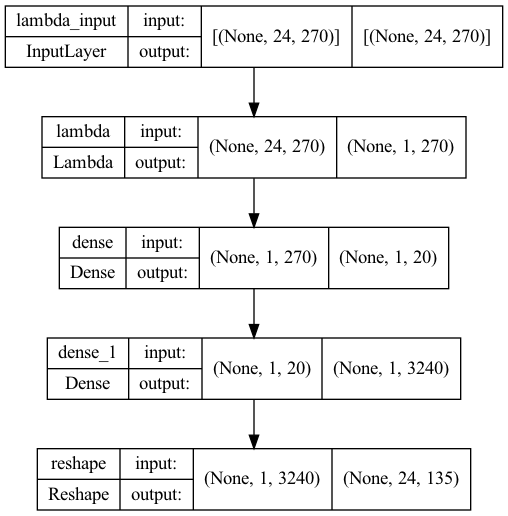 lambda_input input: [(None, 24, 270)] [(None, 24, 270)]
InputLayer output:
lambda input: (None, 24, 270) (None, 1, 270)
Lambda output:
dense input: (None, 1, 270) (None, 1, 20)
Dense output:
dense_1 input: (None, 1, 20) (None, 1, 3240)
Dense output:
reshape input: (None, 1, 3240) (None, 24, 135)
Reshape output: